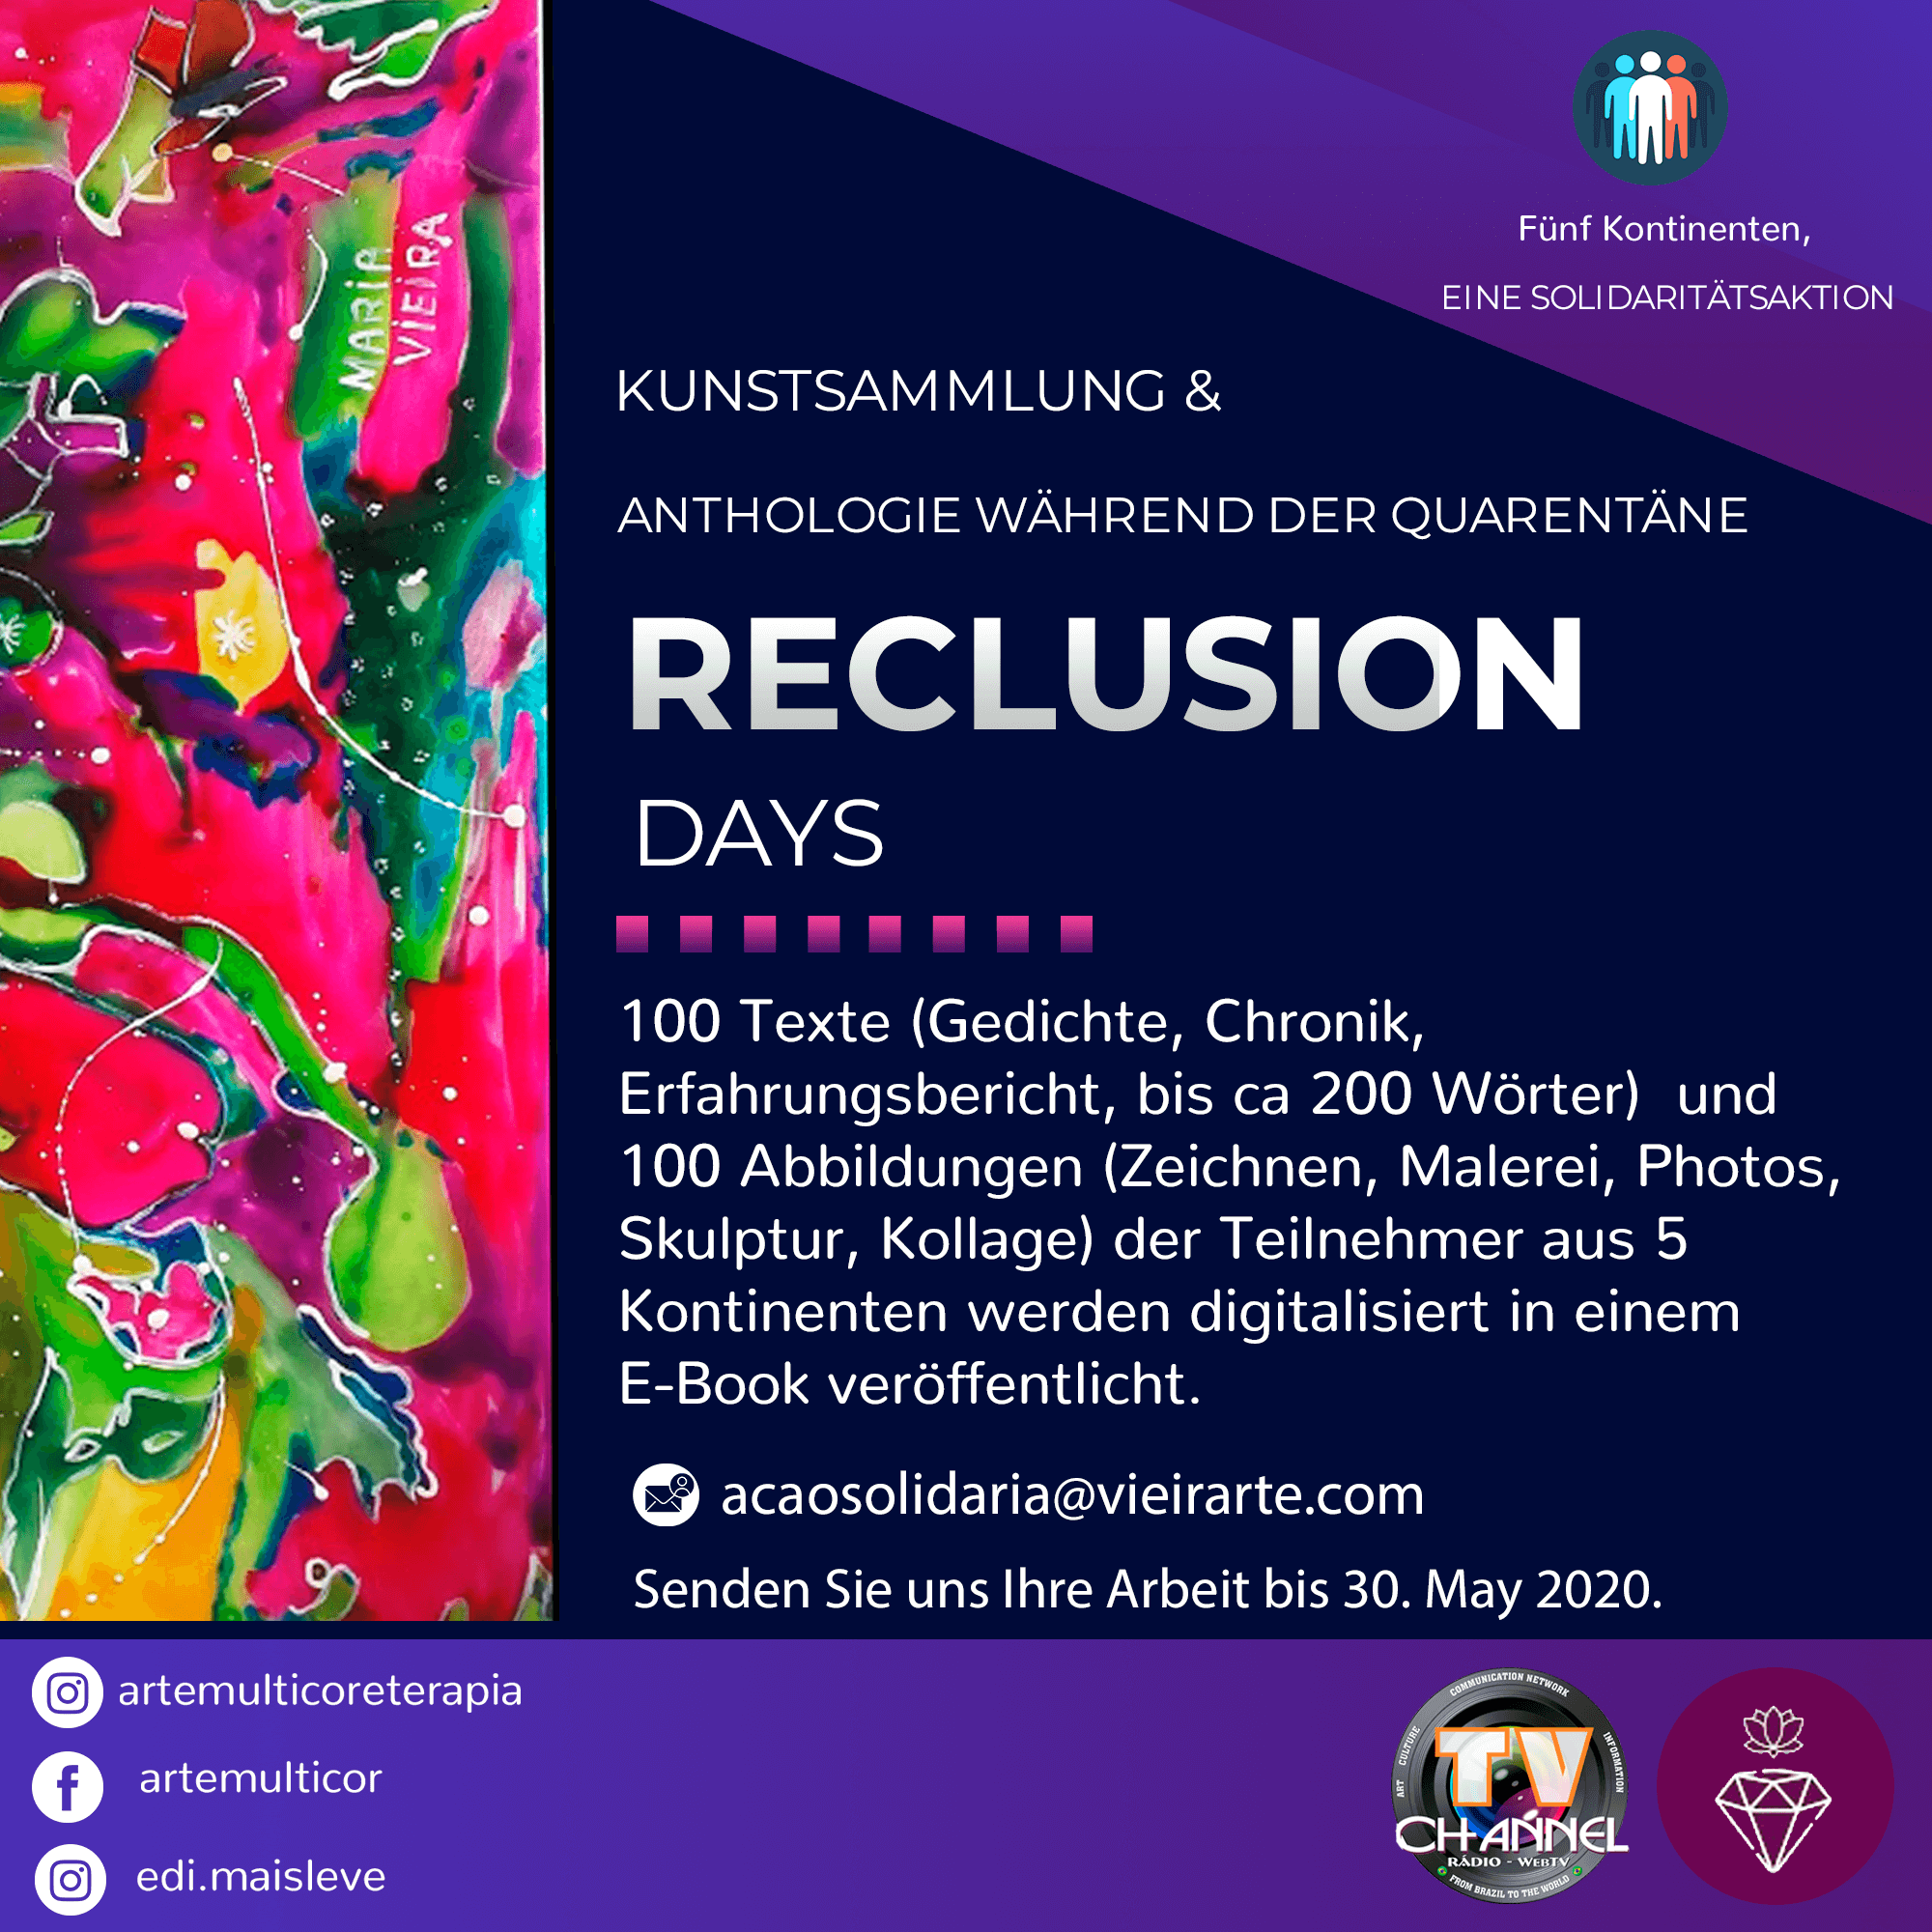 MARIA
VIEIRA
Fünf Kontinenten,
EINE SOLIDARITÄTSAKTION
KUNSTSAMMLUNG &
ANTHOLOGIE WÄHREND DER QUARENTÄNE
RECLUSION
DAYS
100 Texte (Gedichte, Chronik,
Erfahrungsbericht, bis ca 200 Wörter) und
100 Abbildungen (Zeichnen, Malerei, Photos,
Skulptur, Kollage) der Teilnehmer aus 5
Kontinenten werden digitalisiert in einem
E-Book veröffentlicht.
acaosolidaria@vieirarte.com
Senden Sie uns Ihre Arbeit bis 30. May 2020.
artemulticoreterapia
artemulticor
edi.maisleve
COMMUNICATION NETWORK
ART CULTURE
INFORMATION
TV
CHANNEL
RÁDIO - WEBTV
FROM BRAZIL TO THE WORLD